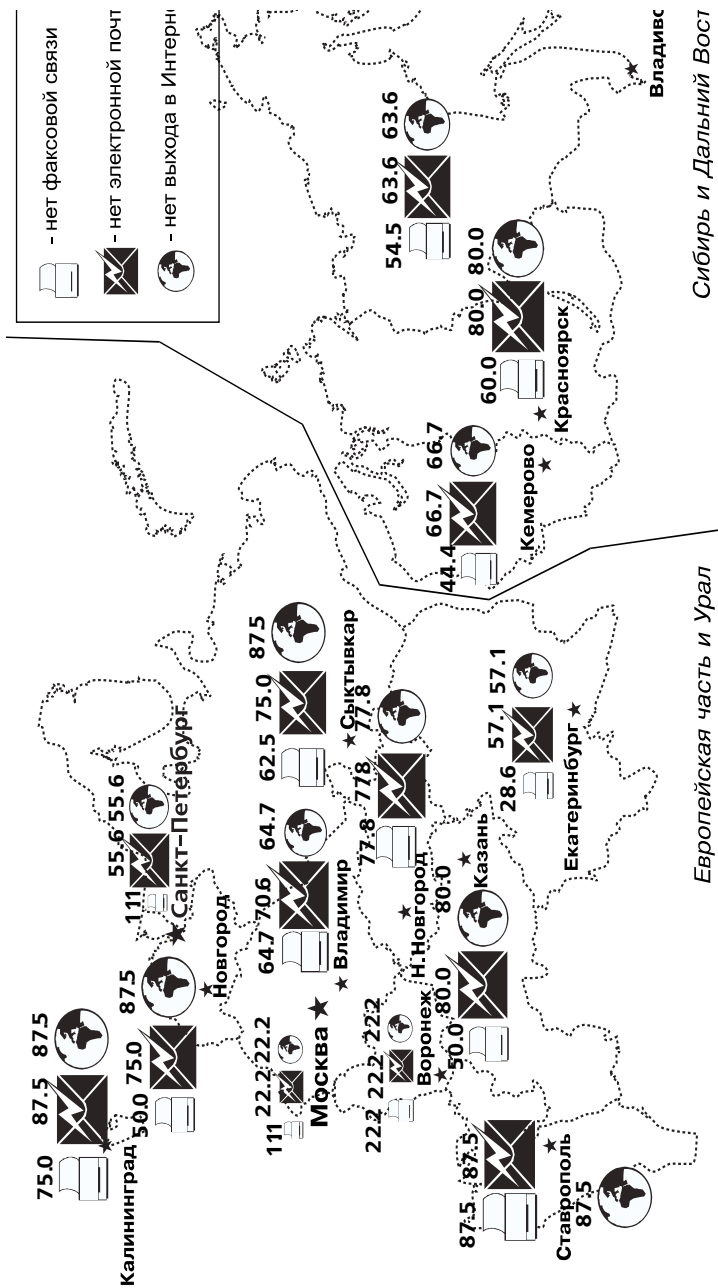 - нет факсовой связи
- нет электронной почт
- нет выхода в Интерн
75.0 87.5 87.5
Калининград
50.0 75.0 87.5
Новгород
111 55.6 55.6
Санкт-Петербург
111 22.2 22.2
Москва
64.7 70.6 64.7
Владимир
62.5 75.0 87.5
Сыктывкар
22.2 22.2 22.2
Воронеж
77.8 77.8 77.8
Н.Новгород
50.0 80.0 80.0
Казань
87.5 87.5
Ставрополь
87.5
28.6 57.1 57.1
Екатеринбург
44.4 66.7 66.7
Кемерово
60.0 80.0 80.0
Красноярск
54.5 63.6 63.6
Владивос
Европейская часть и Урал
Сибирь и Дальний Вост